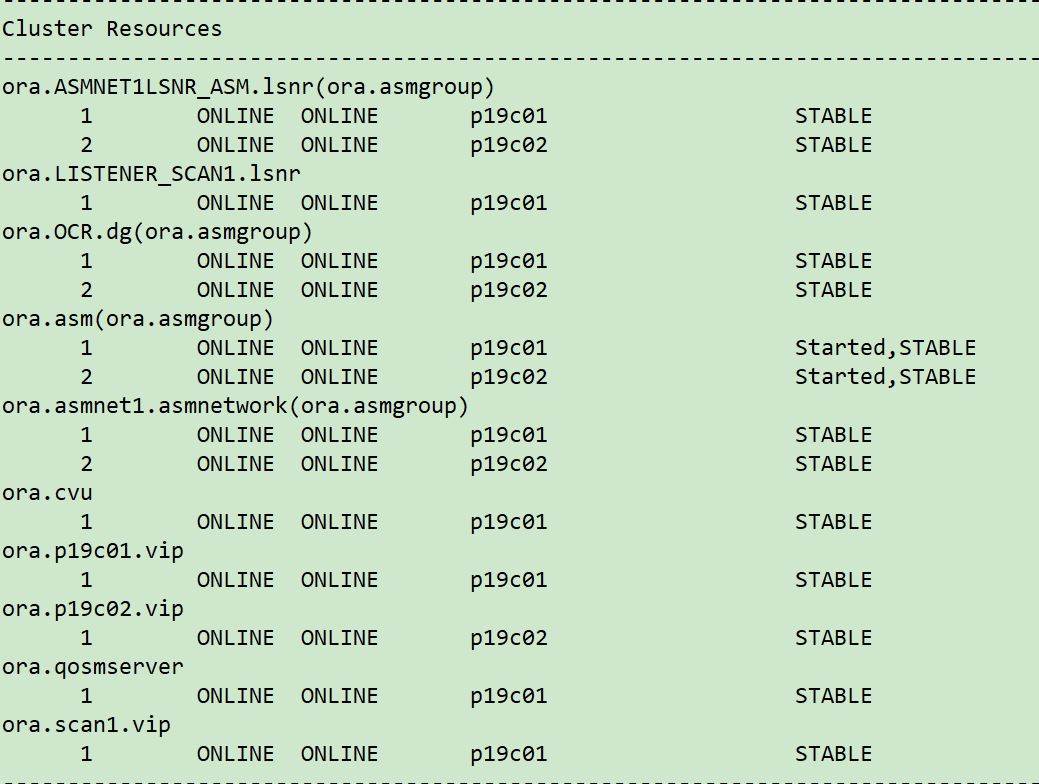 --------------------------------------------------------------------------------
Cluster Resources
--------------------------------------------------------------------------------
ora.ASMNET1LSNR_ASM.lsnr(ora.asmgroup)
      1        ONLINE  ONLINE       p19c01                   STABLE
      2        ONLINE  ONLINE       p19c02                   STABLE
ora.LISTENER_SCAN1.lsnr
      1        ONLINE  ONLINE       p19c01                   STABLE
ora.OCR.dg(ora.asmgroup)
      1        ONLINE  ONLINE       p19c01                   STABLE
      2        ONLINE  ONLINE       p19c02                   STABLE
ora.asm(ora.asmgroup)
      1        ONLINE  ONLINE       p19c01                   Started,STABLE
      2        ONLINE  ONLINE       p19c02                   Started,STABLE
ora.asmnet1.asmnetwork(ora.asmgroup)
      1        ONLINE  ONLINE       p19c01                   STABLE
      2        ONLINE  ONLINE       p19c02                   STABLE
ora.cvu
      1        ONLINE  ONLINE       p19c01                   STABLE
ora.p19c01.vip
      1        ONLINE  ONLINE       p19c01                   STABLE
ora.p19c02.vip
      1        ONLINE  ONLINE       p19c02                   STABLE
ora.qosmserver
      1        ONLINE  ONLINE       p19c01                   STABLE
ora.scan1.vip
      1        ONLINE  ONLINE       p19c01                   STABLE
--------------------------------------------------------------------------------